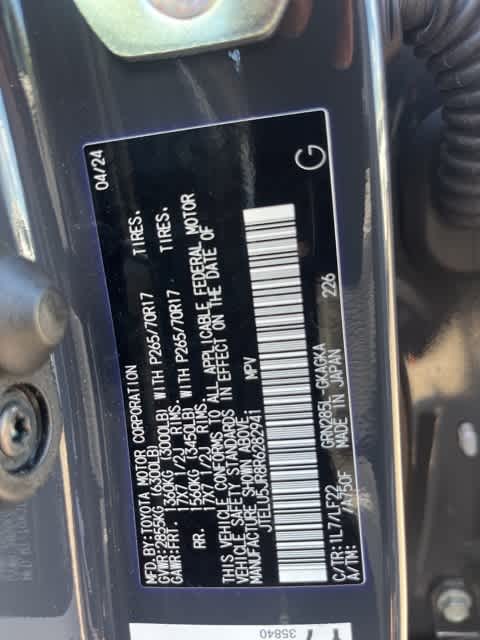 MFD.BY:TOYOTA MOTOR CORPORATION 04/24
GVWR:2855KG (6300LB)
GAWR:FRT. 1360KG (3000LB) WITH P265/70R17 TIRES.
17X7 1/2J RIMS.
RR. 1560KG (3450LB) WITH P265/70R17 TIRES.
17X7 1/2J RIMS.
THIS VEHICLE CONFORMS TO ALL APPLICABLE FEDERAL MOTOR
VEHICLE SAFETY STANDARDS IN EFFECT ON THE DATE OF
MANUFACTURE SHOWN ABOVE.
JTELU5JR8R6282941 MPV
G
C/TR:1L7/LF22 GRN285L-GKAGKA
A/TM: /A750F MADE IN JAPAN 226
35840